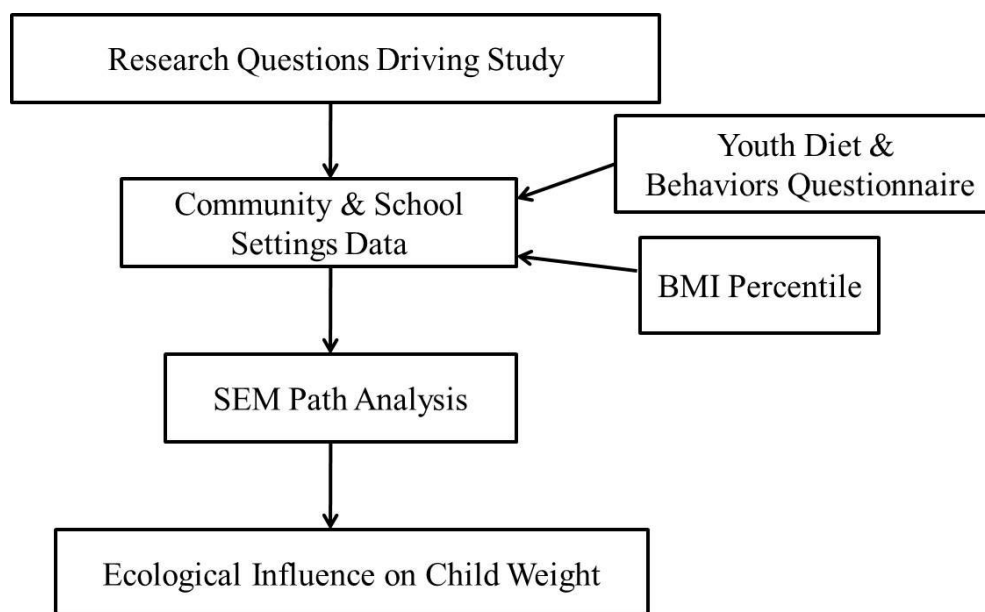 Research Questions Driving Study
Youth Diet &
Behaviors Questionnaire
Community & School
Settings Data
BMI Percentile
SEM Path Analysis
Ecological Influence on Child Weight